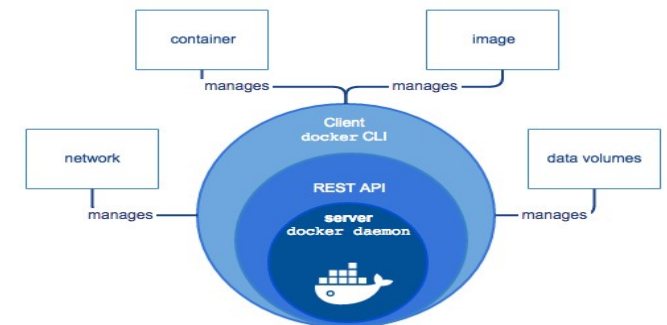 container
image
manages
manages
Client
docker CLI
network
data volumes
REST API
manages
server
manages
docker daemon